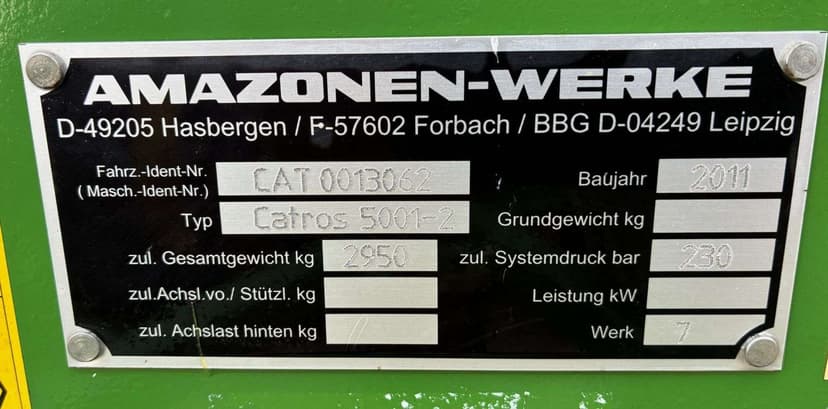 AMAZONEN-WERKE
D-49205 Hasbergen / F-57602 Forbach / BBG D-04249 Leipzig
Fahrz.-Ident-Nr.
( Masch.-Ident-Nr.) CAT0013062 Baujahr 2011
Typ Catros 5001-2 Grundgewicht kg
zul. Gesamtgewicht kg 2950 zul. Systemdruck bar 230
zul.Achsl.vo./ Stützl. kg Leistung kW
zul. Achslast hinten kg // Werk 7